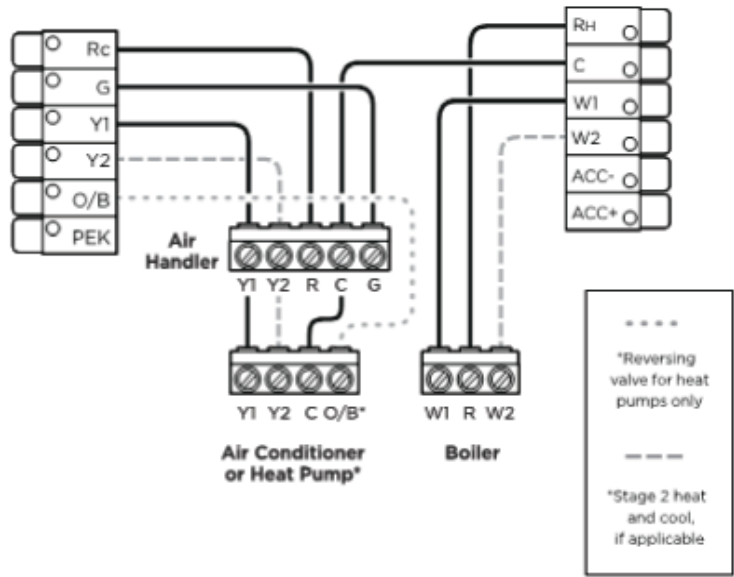 Rc
G
Y1
Y2
O/B
PEK
RH
C
W1
W2
ACC-
ACC+
Air
Handler
Y1 Y2 R C G
Y1 Y2 C O/B*
Air Conditioner
or Heat Pump*
W1 R W2
Boiler
*Reversing
valve for heat
pumps only
*Stage 2 heat
and cool,
if applicable